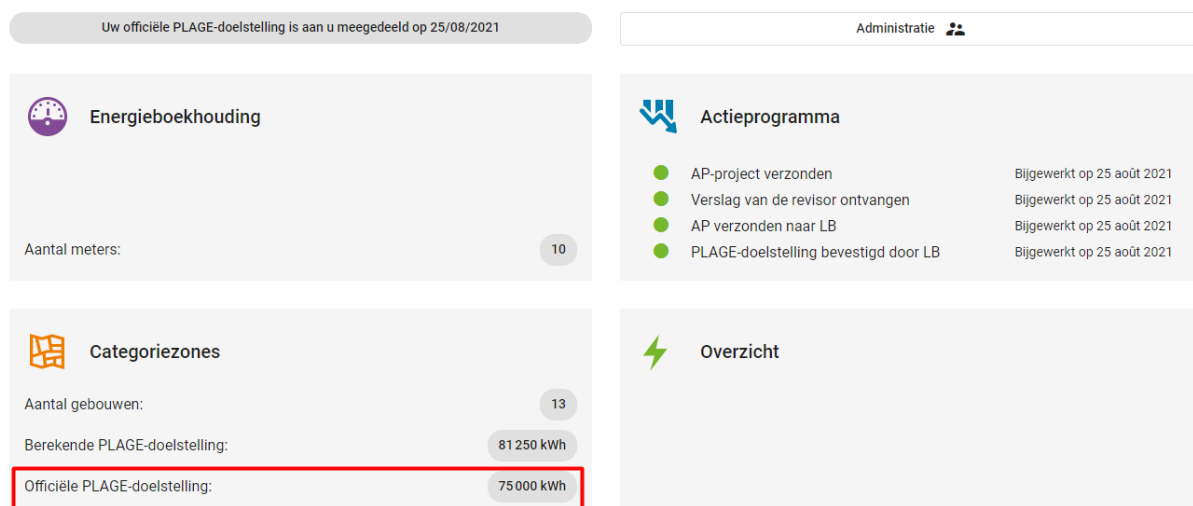 Uw officiële PLAGE-doelstelling is aan u meegedeeld op 25/08/2021
Administratie
Energieboekhouding
Aantal meters: 10
Actieprogramma
AP-project verzonden Bijgewerkt op 25 août 2021
Verslag van de revisor ontvangen Bijgewerkt op 25 août 2021
AP verzonden naar LB Bijgewerkt op 25 août 2021
PLAGE-doelstelling bevestigd door LB Bijgewerkt op 25 août 2021
Categoriezones
Aantal gebouwen: 13
Berekende PLAGE-doelstelling: 81 250 kWh
Officiële PLAGE-doelstelling: 75 000 kWh
Overzicht